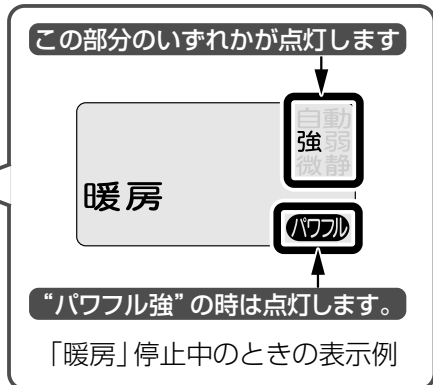 この部分のいずれかが点灯します
自動
強弱
微静
暖房
パワフル
“パワフル強”の時は点灯します。
「暖房」停止中のときの表示例